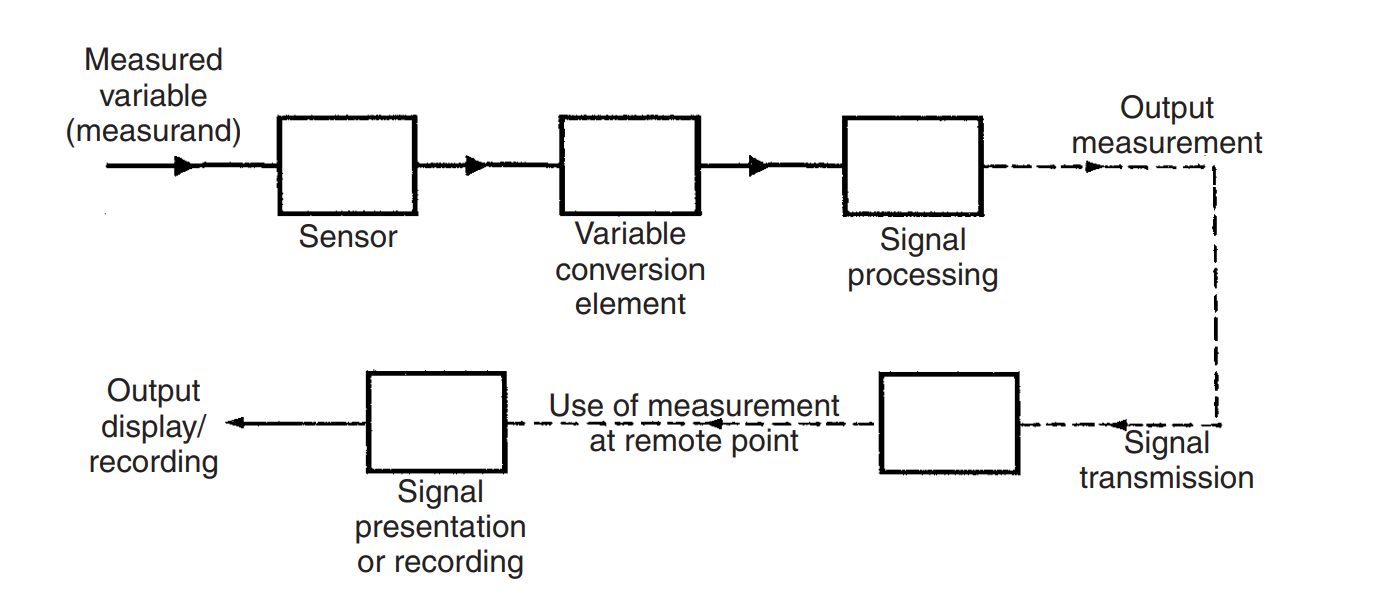 Measured
variable
(measurand)
Output
measurement
Sensor
Variable
conversion
element
Signal
processing
Output
display/
recording
Use of measurement
at remote point
Signal
transmission
Signal
presentation
or recording